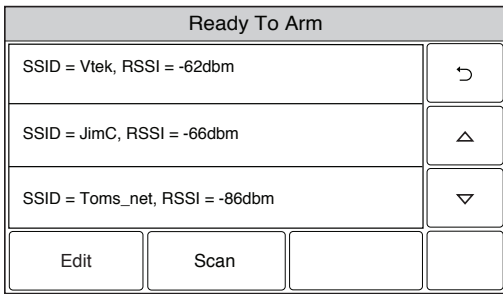 Ready To Arm
SSID = Vtek, RSSI = -62dbm
SSID = JimC, RSSI = -66dbm
SSID = Toms_net, RSSI = -86dbm
Edit
Scan